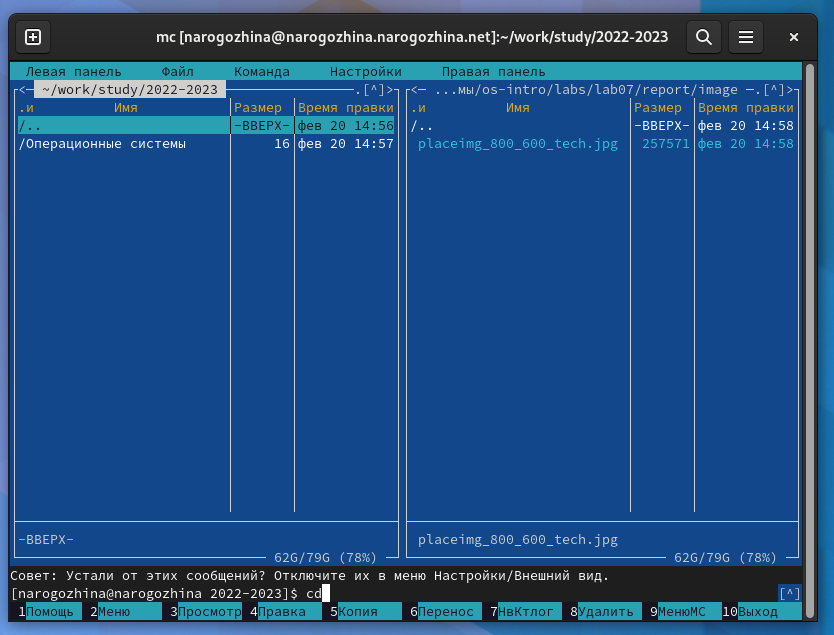 mc [narogozhina@narogozhina.narogozhina.net]:~/work/study/2022-2023
Левая панель Файл Команда Настройки Правая панель
<─ ~/work/study/2022-2023 ─.[^]>
.и Имя Размер Время правки
/.. -ВВЕРХ- фев 20 14:56
/Операционные системы 16 фев 20 14:57
-ВВЕРХ-
62G/79G (78%)
<─ ...мы/os-intro/labs/lab07/report/image ─.[^]>
.и Имя Размер Время правки
/.. -ВВЕРХ- фев 20 14:58
placeimg_800_600_tech.jpg 257571 фев 20 14:58
placeimg_800_600_tech.jpg
62G/79G (78%)
Совет: Устали от этих сообщений? Отключите их в меню Настройки/Внешний вид.
[narogozhina@narogozhina 2022-2023]$ cd [^]
1Помощь 2Меню 3Просмотр 4Правка 5Копия 6Перенос 7НвКтлог 8Удалить 9МенюМС 10Выход